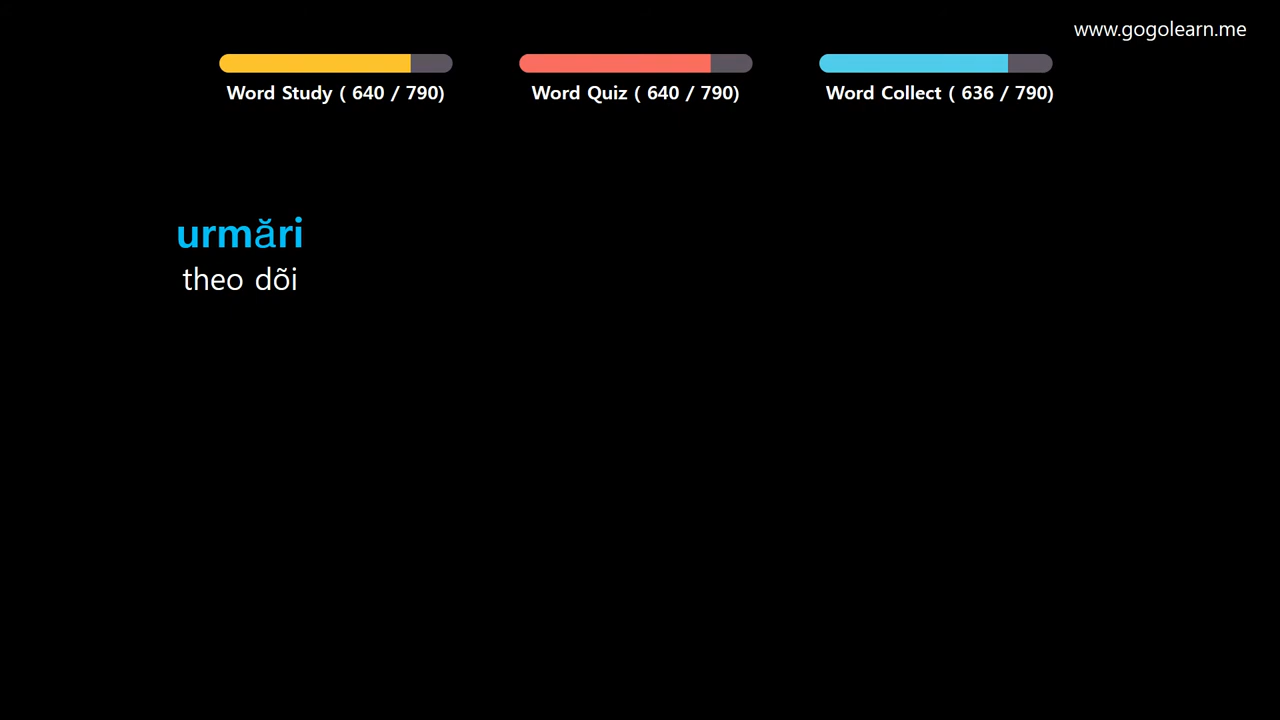 www.gogolearn.me
Word Study ( 640 / 790)
Word Quiz ( 640 / 790)
Word Collect ( 636 / 790)
urmări
theo dõi